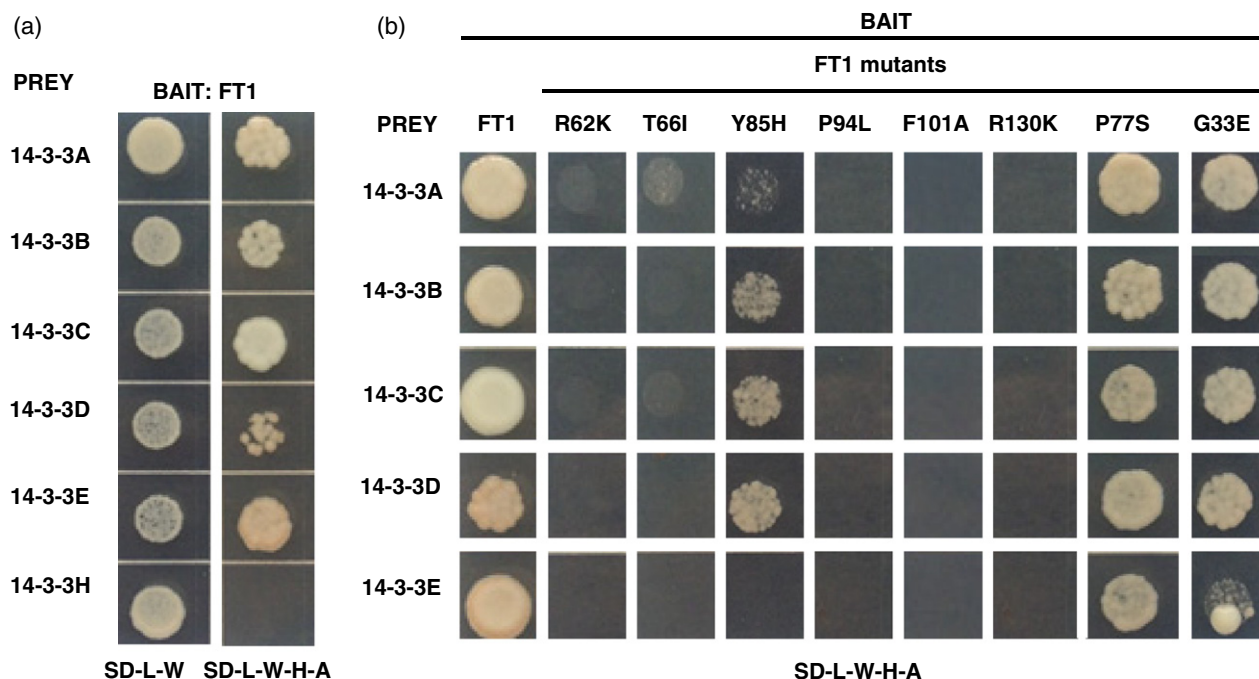 (a)
PREY
BAIT: FT1
14-3-3A
14-3-3B
14-3-3C
14-3-3D
14-3-3E
14-3-3H
SD-L-W SD-L-W-H-A
(b)
BAIT
FT1 mutants
PREY FT1 R62K T66I Y85H P94L F101A R130K P77S G33E
14-3-3A
14-3-3B
14-3-3C
14-3-3D
14-3-3E
SD-L-W-H-A